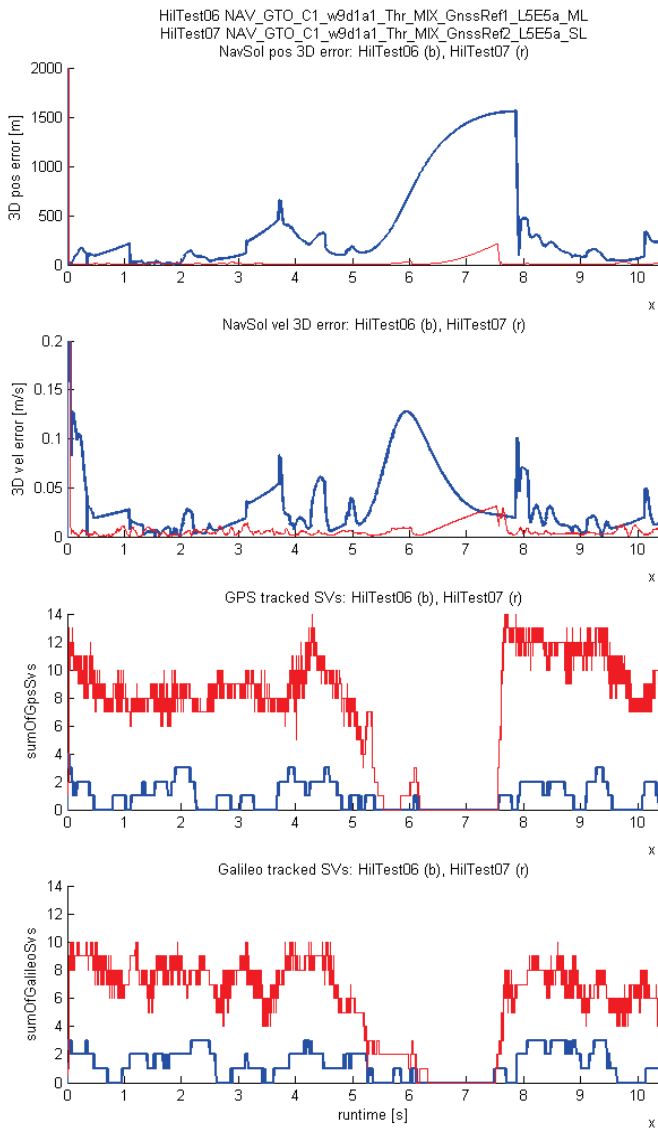 HilTest06 NAV_GTO_C1_w9d1a1_Thr_MIX_GnssRef1_L5E5a_ML
HilTest07 NAV_GTO_C1_w9d1a1_Thr_MIX_GnssRef2_L5E5a_SL
NavSol pos 3D error: HilTest06 (b), HilTest07 (r)
3D pos error [m]
2000
1500
1000
500
0
0 1 2 3 4 5 6 7 8 9 10
x
NavSol vel 3D error: HilTest06 (b), HilTest07 (r)
3D vel error [m/s]
0.2
0.15
0.1
0.05
0
0 1 2 3 4 5 6 7 8 9 10
x
GPS tracked SVs: HilTest06 (b), HilTest07 (r)
sumOfGpsSvs
14
12
10
8
6
4
2
0
0 1 2 3 4 5 6 7 8 9 10
x
Galileo tracked SVs: HilTest06 (b), HilTest07 (r)
sumOfGalileoSvs
14
12
10
8
6
4
2
0
0 1 2 3 4 5 6 7 8 9 10
runtime [s]
x